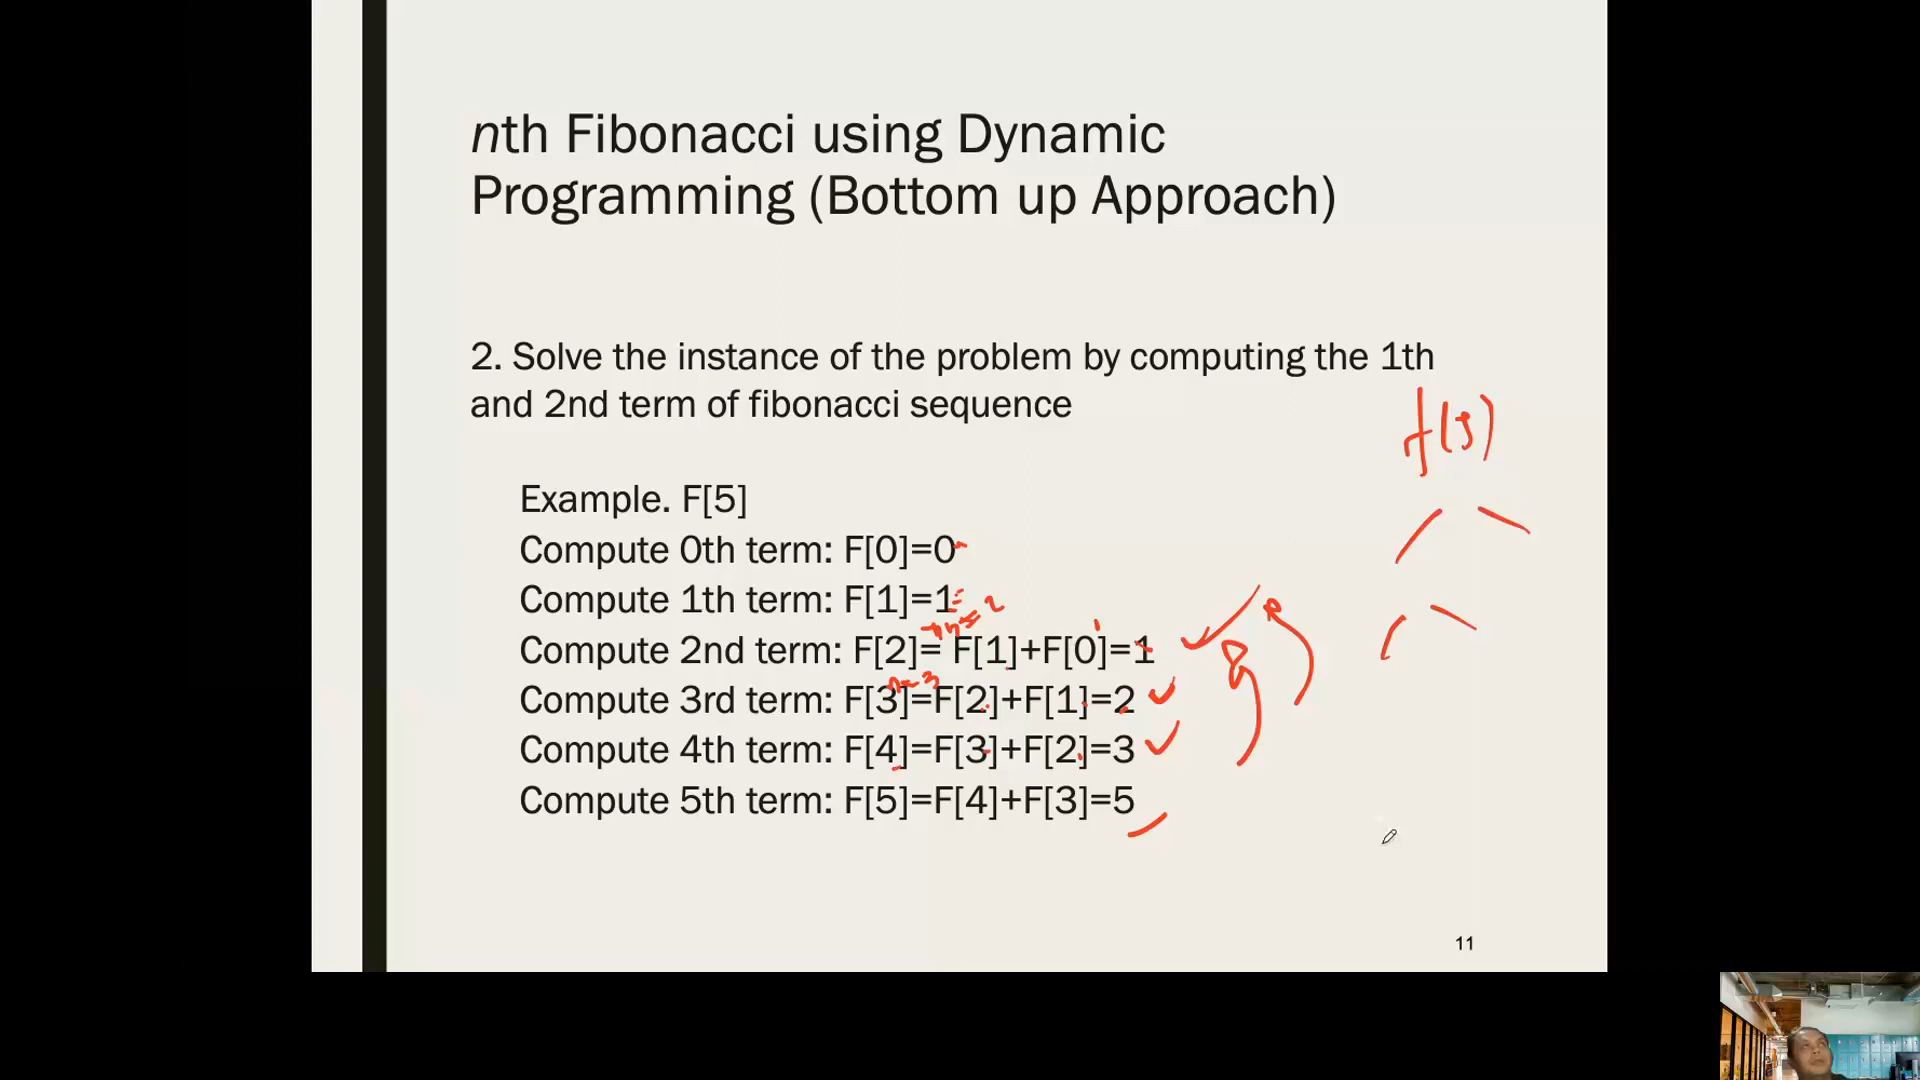 nth Fibonacci using Dynamic
Programming (Bottom up Approach)
2. Solve the instance of the problem by computing the 1th
and 2nd term of fibonacci sequence
f(5)
Example. F[5]
Compute 0th term: F[0]=0
Compute 1th term: F[1]=1
Compute 2nd term: F[2]= F[1]+F[0]=1
n=3
Compute 3rd term: F[3]=F[2]+F[1]=2
Compute 4th term: F[4]=F[3]+F[2]=3
Compute 5th term: F[5]=F[4]+F[3]=5
11